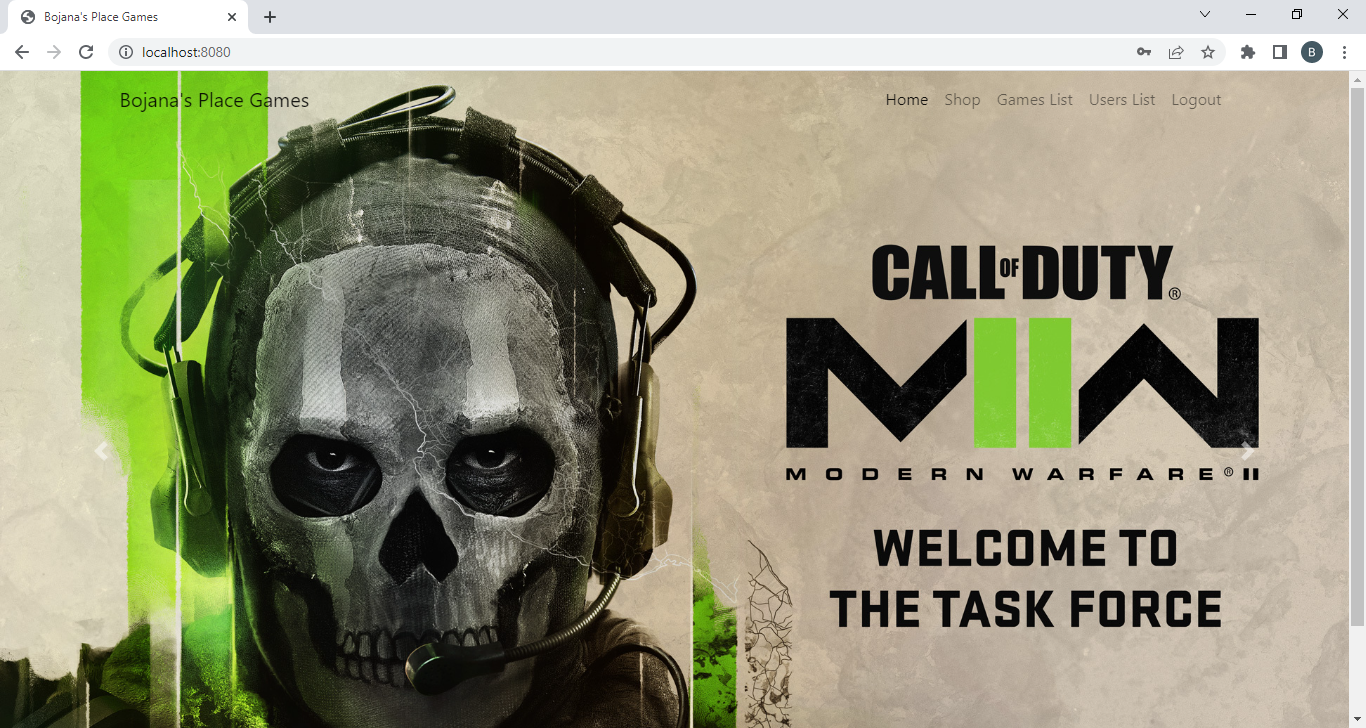 Bojana's Place Games
localhost:8080
B
Bojana's Place Games
Home Shop Games List Users List Logout
CALL OF DUTY®
MIIW
MODERN WARFARE® II
WELCOME TO
THE TASK FORCE